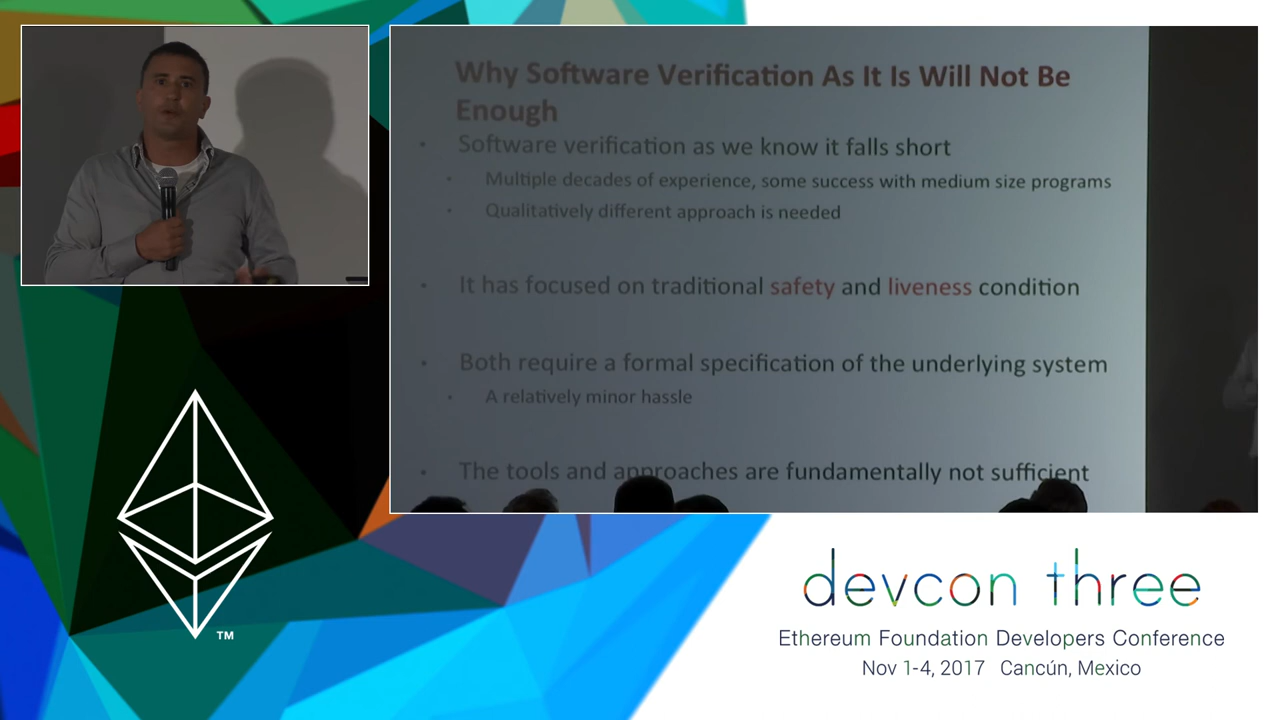 Why Software Verification As It Is Will Not Be
Enough
• Software verification as we know it falls short
• Multiple decades of experience, some success with medium size programs
• Qualitatively different approach is needed
• It has focused on traditional safety and liveness condition
• Both require a formal specification of the underlying system
• A relatively minor hassle
• The tools and approaches are fundamentally not sufficient
TM
devcon three
Ethereum Foundation Developers Conference
Nov 1-4, 2017 Cancún, Mexico